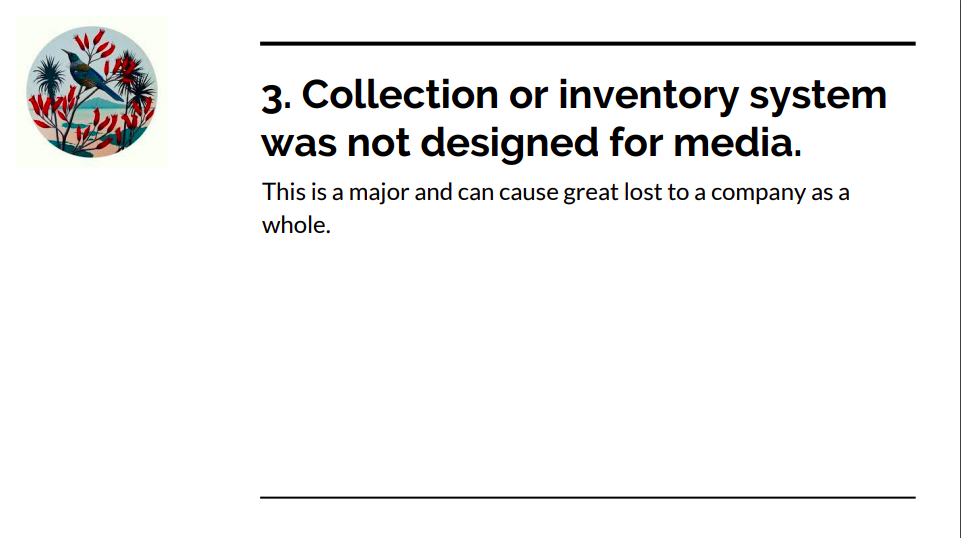 3. Collection or inventory system
was not designed for media.
This is a major and can cause great lost to a company as a
whole.